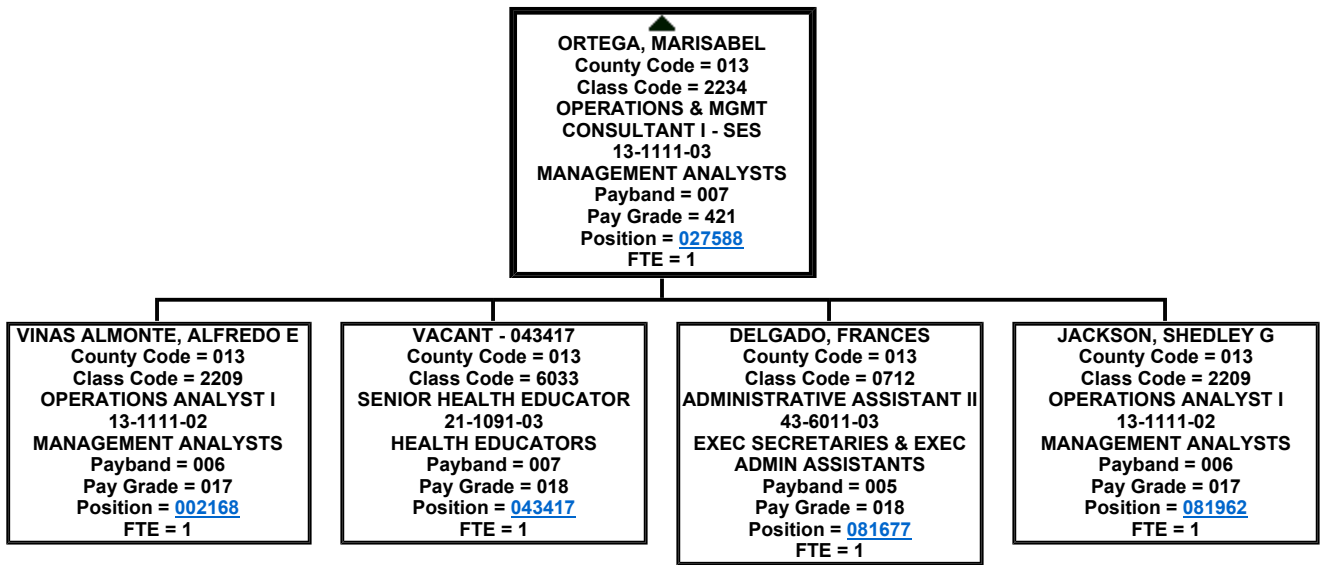 ORTEGA, MARISABEL
County Code = 013
Class Code = 2234
OPERATIONS & MGMT
CONSULTANT I - SES
13-1111-03
MANAGEMENT ANALYSTS
Payband = 007
Pay Grade = 421
Position = 027588
FTE = 1
VINAS ALMONTE, ALFREDO E
County Code = 013
Class Code = 2209
OPERATIONS ANALYST I
13-1111-02
MANAGEMENT ANALYSTS
Payband = 006
Pay Grade = 017
Position = 002168
FTE = 1
VACANT - 043417
County Code = 013
Class Code = 6033
SENIOR HEALTH EDUCATOR
21-1091-03
HEALTH EDUCATORS
Payband = 007
Pay Grade = 018
Position = 043417
FTE = 1
DELGADO, FRANCES
County Code = 013
Class Code = 0712
ADMINISTRATIVE ASSISTANT II
43-6011-03
EXEC SECRETARIES & EXEC
ADMIN ASSISTANTS
Payband = 005
Pay Grade = 018
Position = 081677
FTE = 1
JACKSON, SHEDLEY G
County Code = 013
Class Code = 2209
OPERATIONS ANALYST I
13-1111-02
MANAGEMENT ANALYSTS
Payband = 006
Pay Grade = 017
Position = 081962
FTE = 1